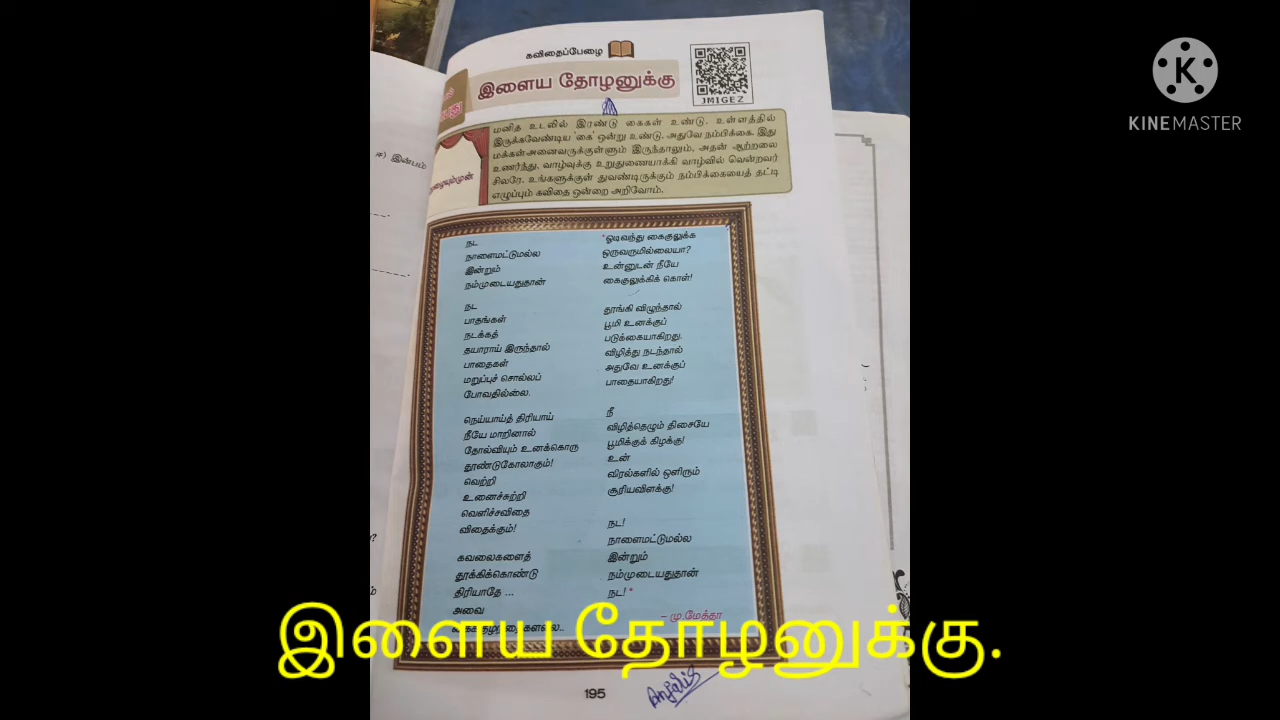 கவிதைப்பேழை
இளைய தோழனுக்கு
JMIGEZ
மனித உடலில் இரண்டு கைகள் உண்டு. உள்ளத்தில்
இருக்கவேண்டிய 'கை' ஒன்று உண்டு. அதுவே நம்பிக்கை. இது
மக்கள்அனைவருக்குள்ளும் இருந்தாலும், அதன் ஆற்றலை
உணர்ந்து, வாழ்வுக்கு உறுதுணையாக்கி வாழ்வில் வென்றவர்
சிலரே. உங்களுக்குள் துவண்டிருக்கும் நம்பிக்கையைத் தட்டி
எழுப்பும் கவிதை ஒன்றை அறிவோம்.
ஈ) இன்பம்
நட
நாளைமட்டுமல்ல
இன்றும்
நம்முடையதுதான்
நட
பாதங்கள்
நடக்கத்
தயாராய் இருந்தால்
பாதைகள்
மறுப்புச் சொல்லப்
போவதில்லை.
நெய்யாய்த் திரியாய்
நீயே மாறினால்
தோல்வியும் உனக்கொரு
தூண்டுகோலாகும்!
வெற்றி
உனைச்சுற்றி
வெளிச்சவிதை
விதைக்கும்!
கவலைகளைத்
தூக்கிக்கொண்டு
திரியாதே ...
அவை
*ஓடிவந்து கைகுலுக்க
ஒருவருமில்லையா?
உன்னுடன் நீயே
கைகுலுக்கிக் கொள்!
தூங்கி விழுந்தால்
பூமி உனக்குப்
படுக்கையாகிறது.
விழித்து நடந்தால்
அதுவே உனக்குப்
பாதையாகிறது!
நீ
விழித்தெழும் திசையே
பூமிக்குக் கிழக்கு!
உன்
விரல்களில் ஒளிரும்
சூரியவிளக்கு!
நட!
நாளைமட்டுமல்ல
இன்றும்
நம்முடையதுதான்
நட! *
– மு.மேத்தா
195
இளைய தோழனுக்கு.
K
KINEMASTER